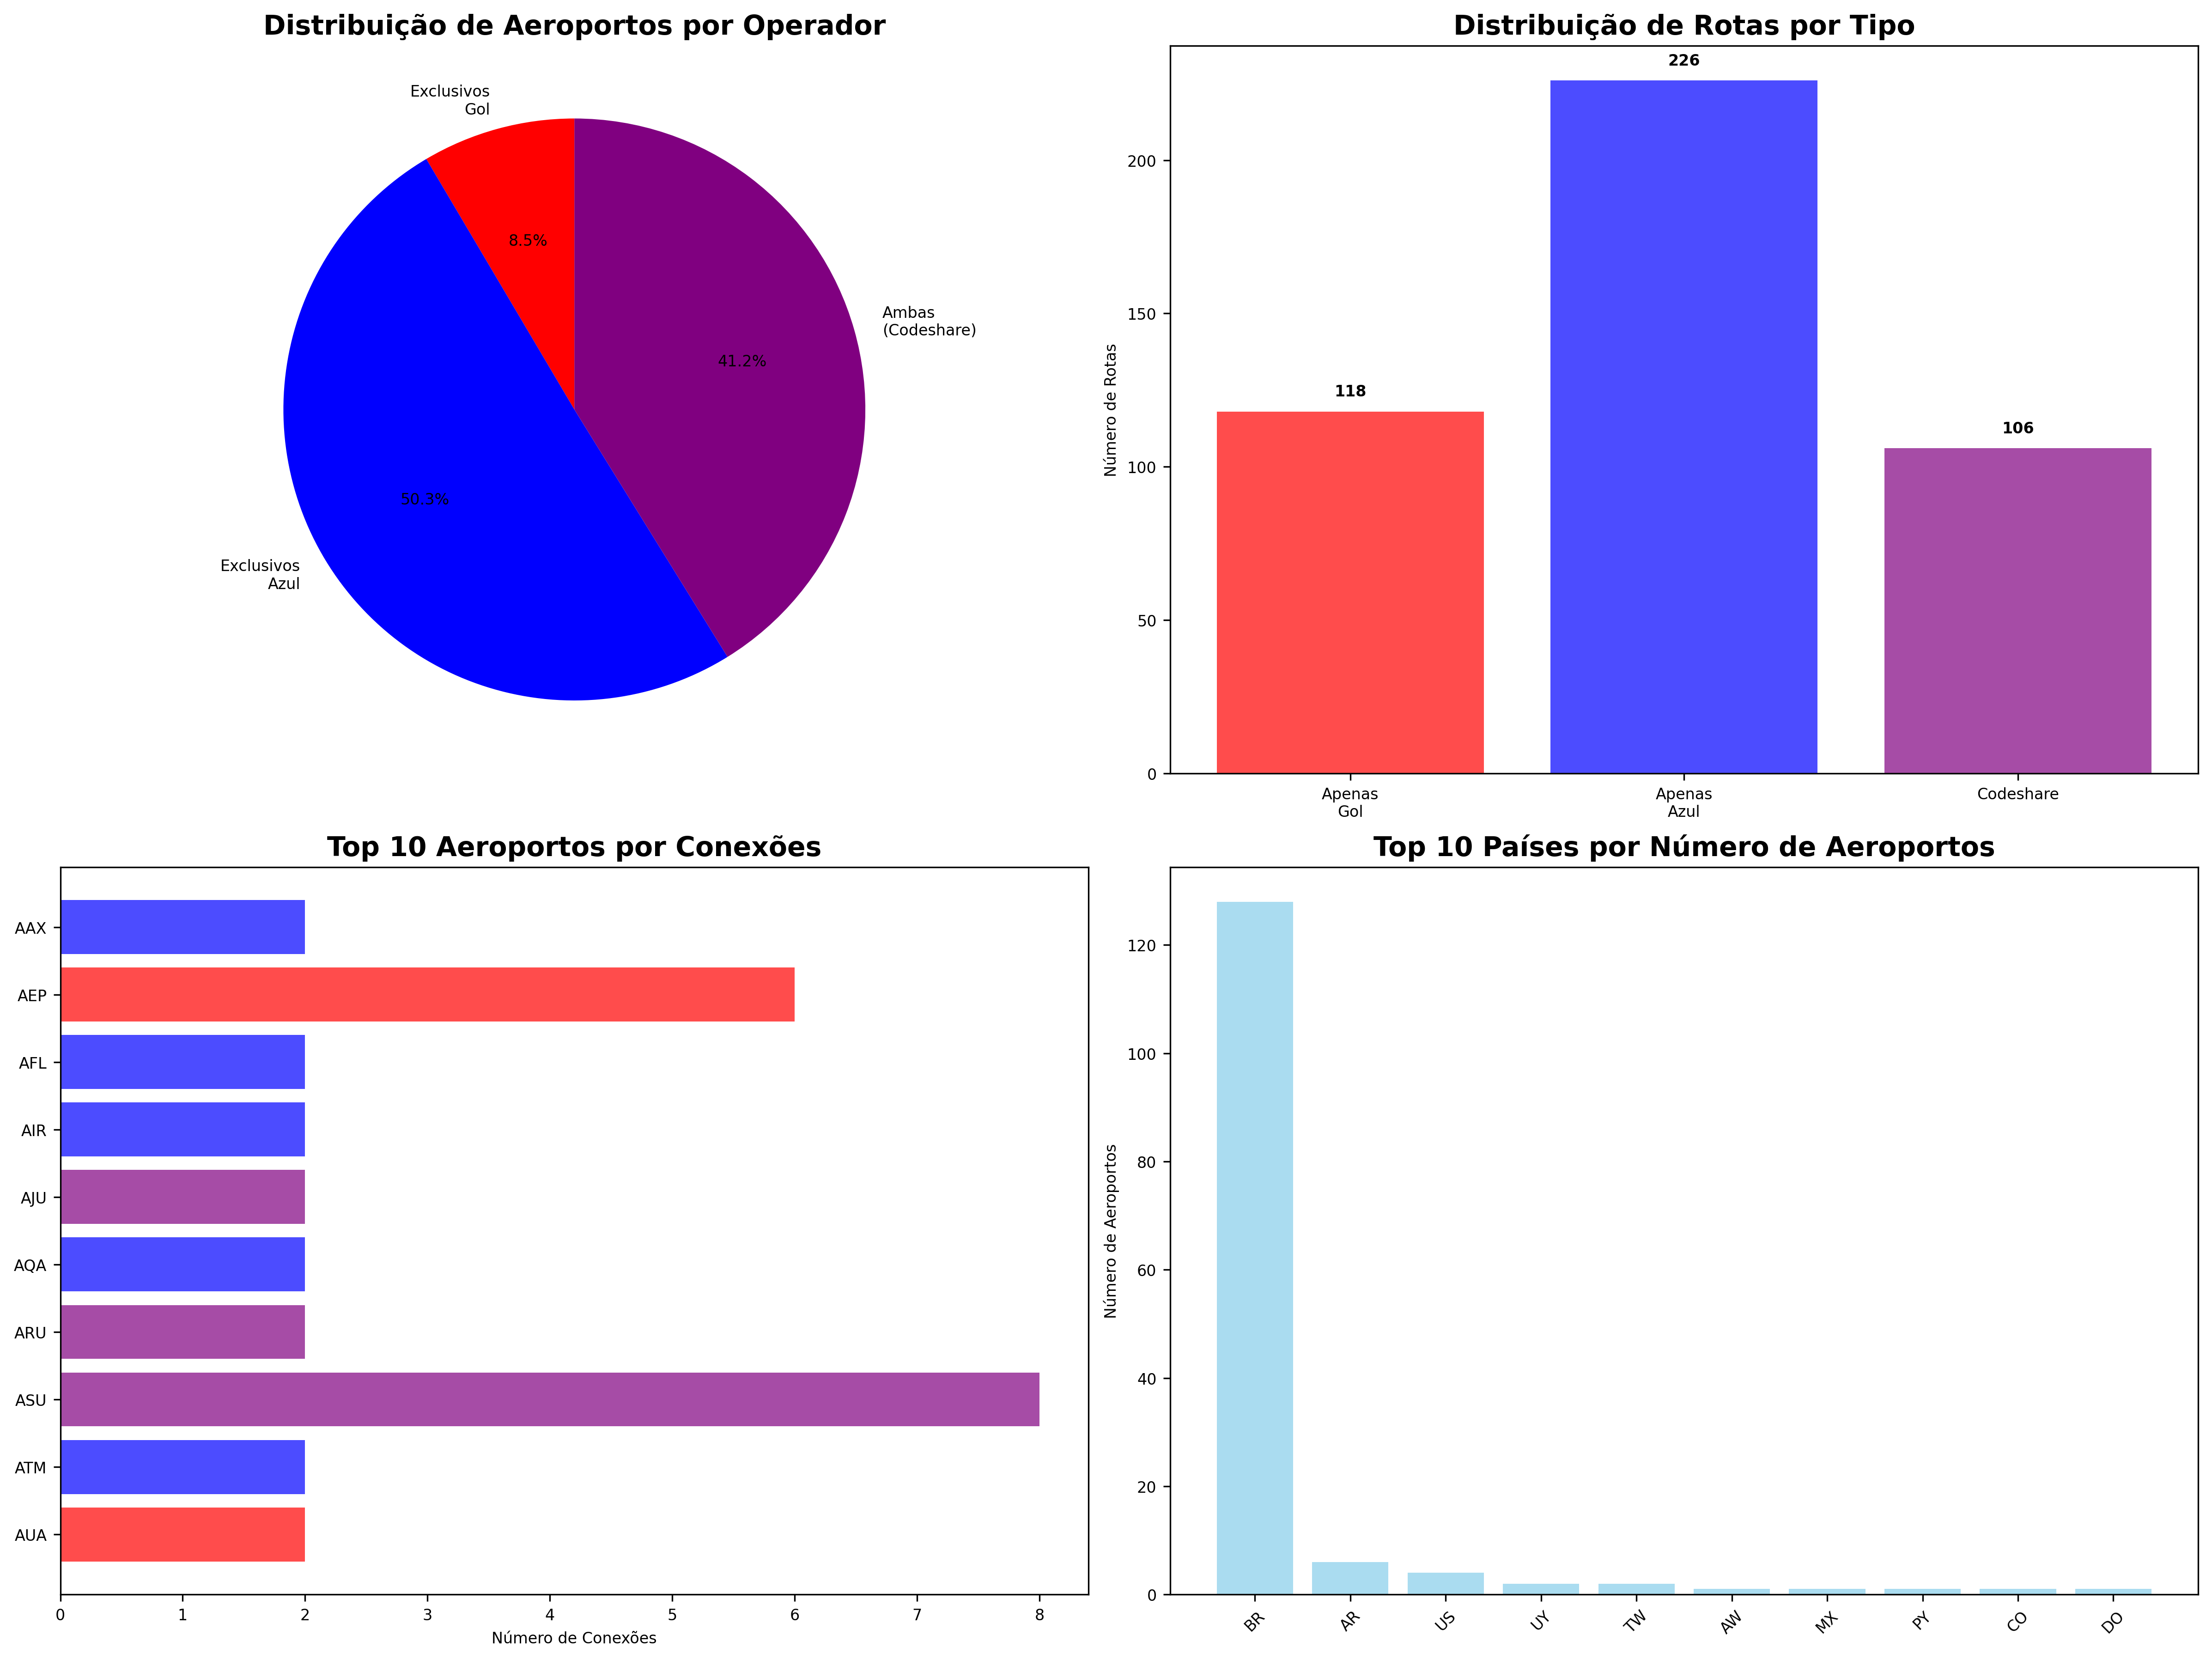 Distribuição de Aeroportos por Operador
Exclusivos
Gol
8.5%
Ambas
(Codeshare)
41.2%
50.3%
Exclusivos
Azul
Distribuição de Rotas por Tipo
226
118
106
Número de Rotas
200
150
100
50
0
Apenas
Gol
Apenas
Azul
Codeshare
Top 10 Aeroportos por Conexões
AAX
AEP
AFL
AIR
AJU
AQA
ARU
ASU
ATM
AUA
0 1 2 3 4 5 6 7 8
Número de Conexões
Top 10 Países por Número de Aeroportos
Número de Aeroportos
120
100
80
60
40
20
0
BR AR US UY TW AW MX PY CO DO